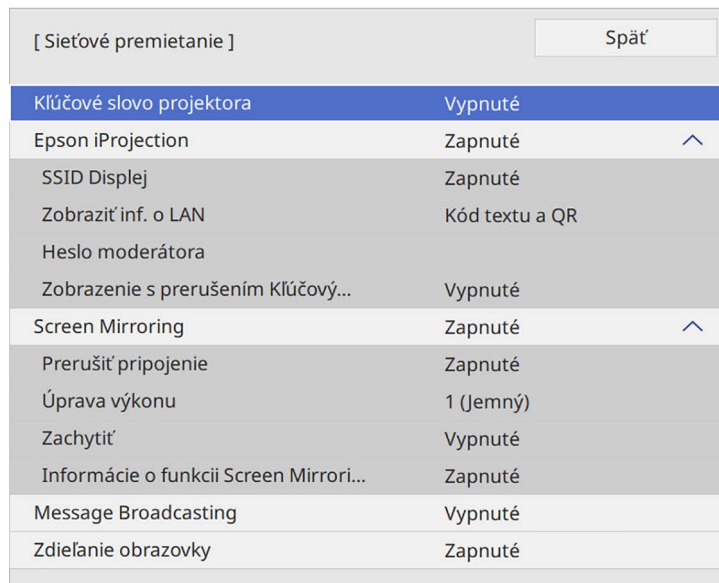 [ Sieťové premietanie ] Späť
Kľúčové slovo projektora Vypnuté
Epson iProjection Zapnuté
SSID Displej Zapnuté
Zobraziť inf. o LAN Kód textu a QR
Heslo moderátora
Zobrazenie s prerušením Kľúčový... Vypnuté
Screen Mirroring Zapnuté
Prerušiť pripojenie Zapnuté
Úprava výkonu 1 (Jemný)
Zachytiť Vypnuté
Informácie o funkcii Screen Mirrori... Zapnuté
Message Broadcasting Vypnuté
Zdieľanie obrazovky Zapnuté